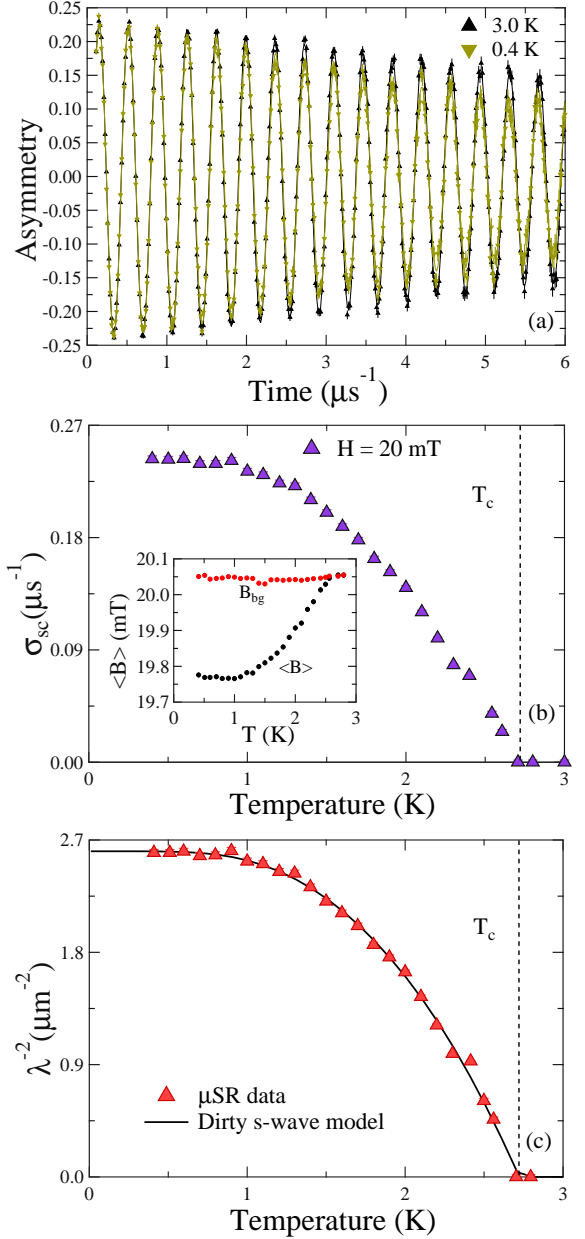 0.25
0.20
0.15
0.10
0.05
0.00
-0.05
-0.10
-0.15
-0.20
-0.25
Asymmetry
3.0 K
0.4 K
(a)
0 1 2 3 4 5 6
Time (μs⁻¹)
0.27
0.18
0.09
0.00
σ_sc(μs⁻¹)
H = 20 mT
T_c
20.1
20.0
19.9
19.8
19.7
<B> (mT)
B_bg
<B>
0 1 2 3
T (K)
(b)
0 1 2 3
Temperature (K)
2.7
1.8
0.9
0.0
λ⁻²(μm⁻²)
T_c
μSR data
Dirty s-wave model
(c)
0 1 2 3
Temperature (K)